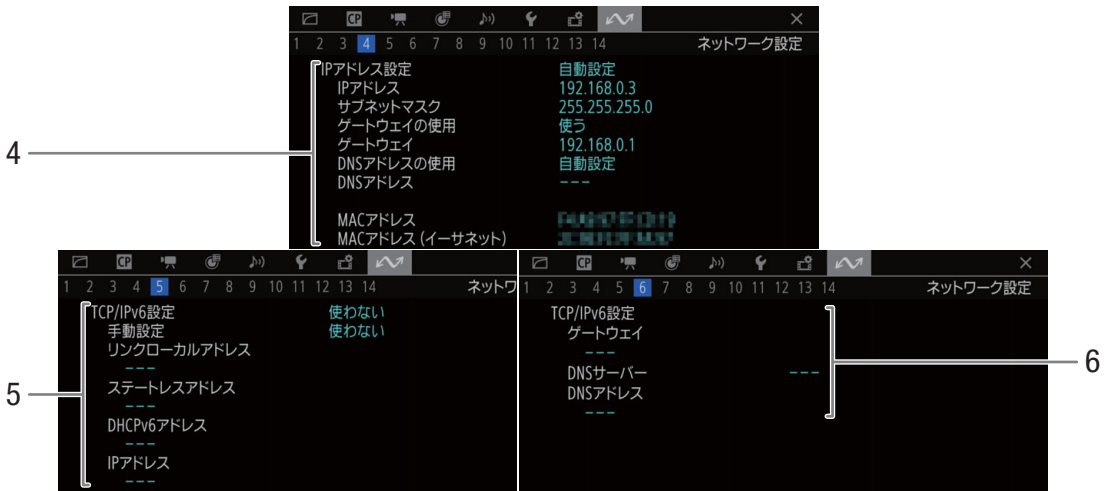 CP
1 2 3 4 5 6 7 8 9 10 11 12 13 14 ネットワーク設定
IPアドレス設定 自動設定
IPアドレス 192.168.0.3
サブネットマスク 255.255.255.0
ゲートウェイの使用 使う
ゲートウェイ 192.168.0.1
DNSアドレスの使用 自動設定
DNSアドレス ---
MACアドレス
MACアドレス (イーサネット)
4
CP
1 2 3 4 5 6 7 8 9 10 11 12 13 14 ネットワ
TCP/IPv6設定 使わない
手動設定 使わない
リンクローカルアドレス
---
ステートレスアドレス
---
DHCPv6アドレス
---
IPアドレス
---
5
CP
1 2 3 4 5 6 7 8 9 10 11 12 13 14 ネットワーク設定
TCP/IPv6設定
ゲートウェイ
---
DNSサーバー ---
DNSアドレス
---
6